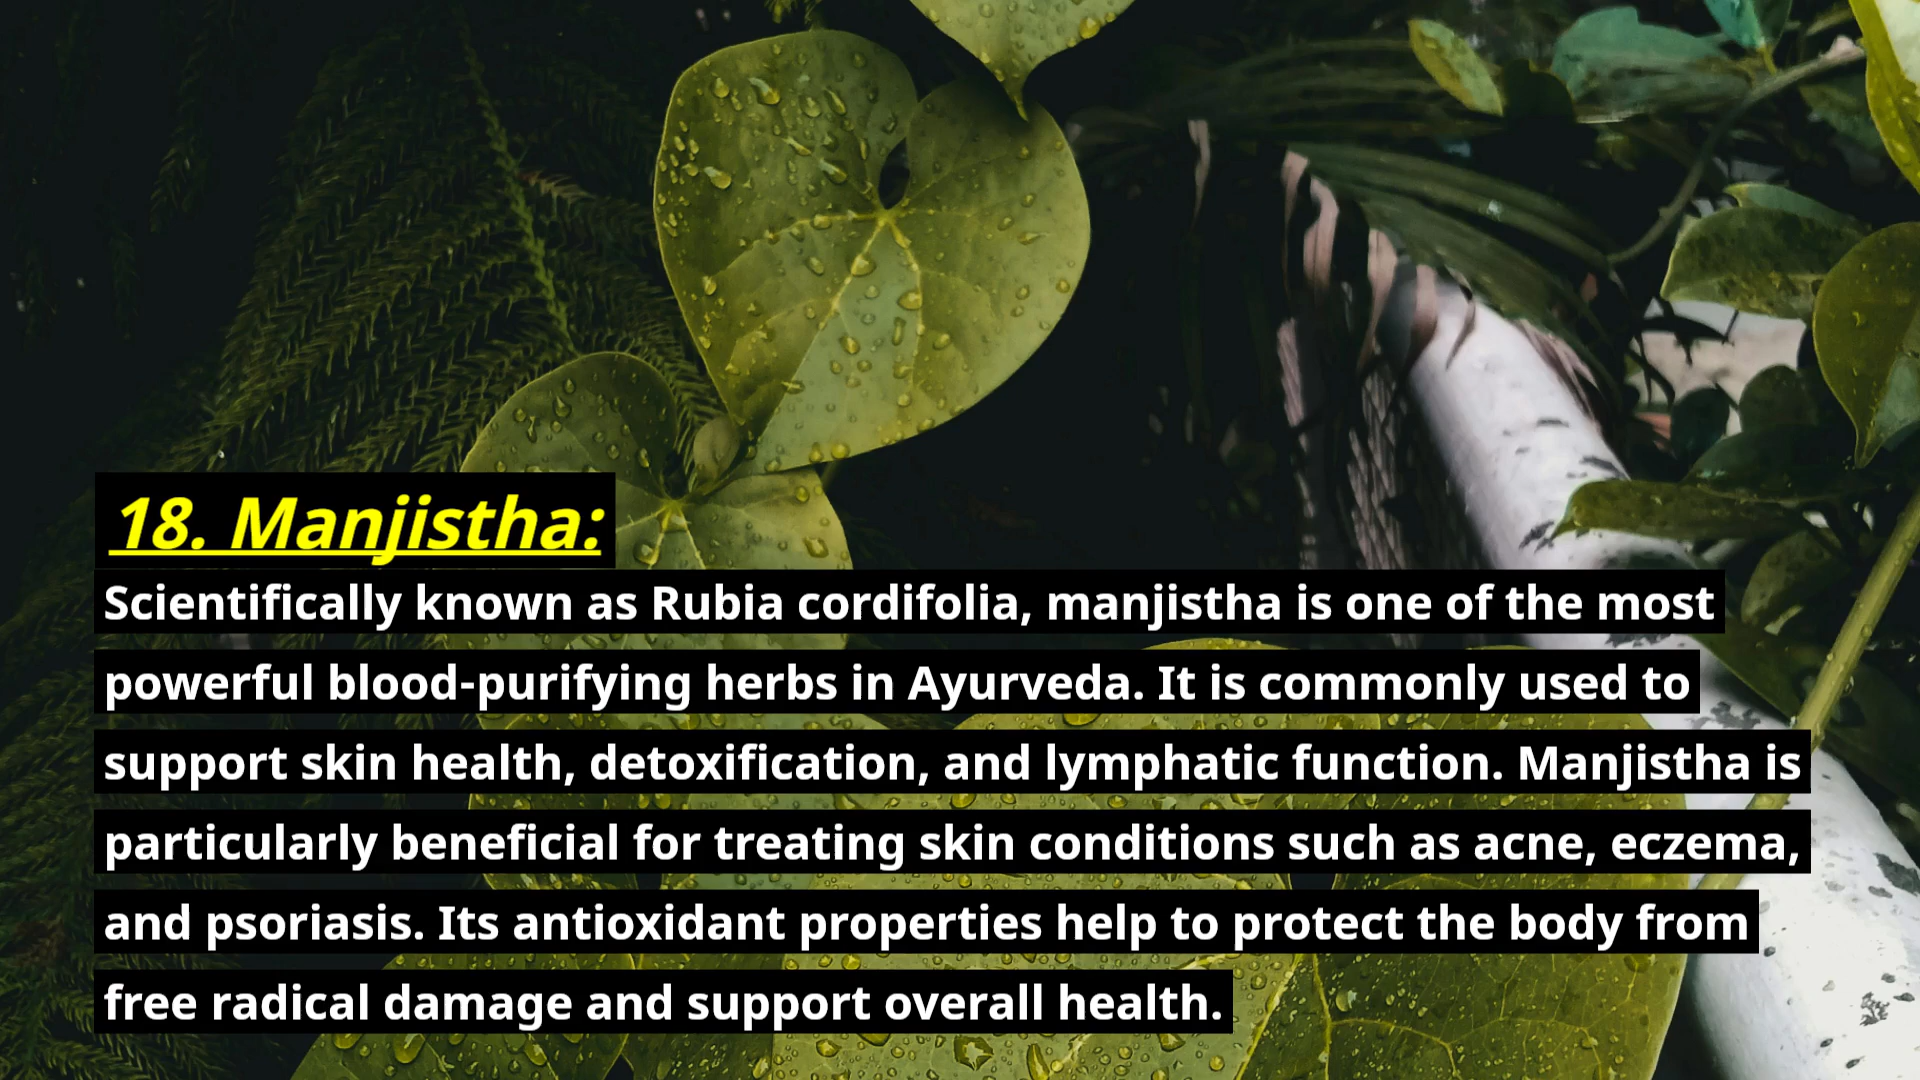 18. Manjistha:
Scientifically known as Rubia cordifolia, manjistha is one of the most
powerful blood-purifying herbs in Ayurveda. It is commonly used to
support skin health, detoxification, and lymphatic function. Manjistha is
particularly beneficial for treating skin conditions such as acne, eczema,
and psoriasis. Its antioxidant properties help to protect the body from
free radical damage and support overall health.